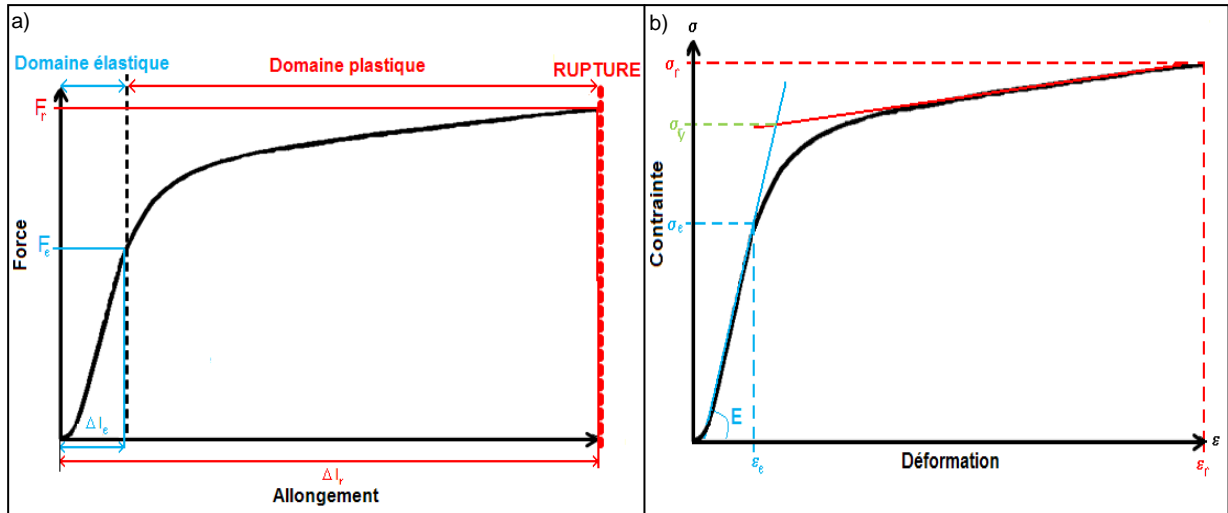 a)
Domaine élastique
Domaine plastique
RUPTURE
Fr
Fe
Force
Δle
Δlr
Allongement
b)
σ
σr
σy
σe
Contrainte
E
ε
εe
Déformation
εr